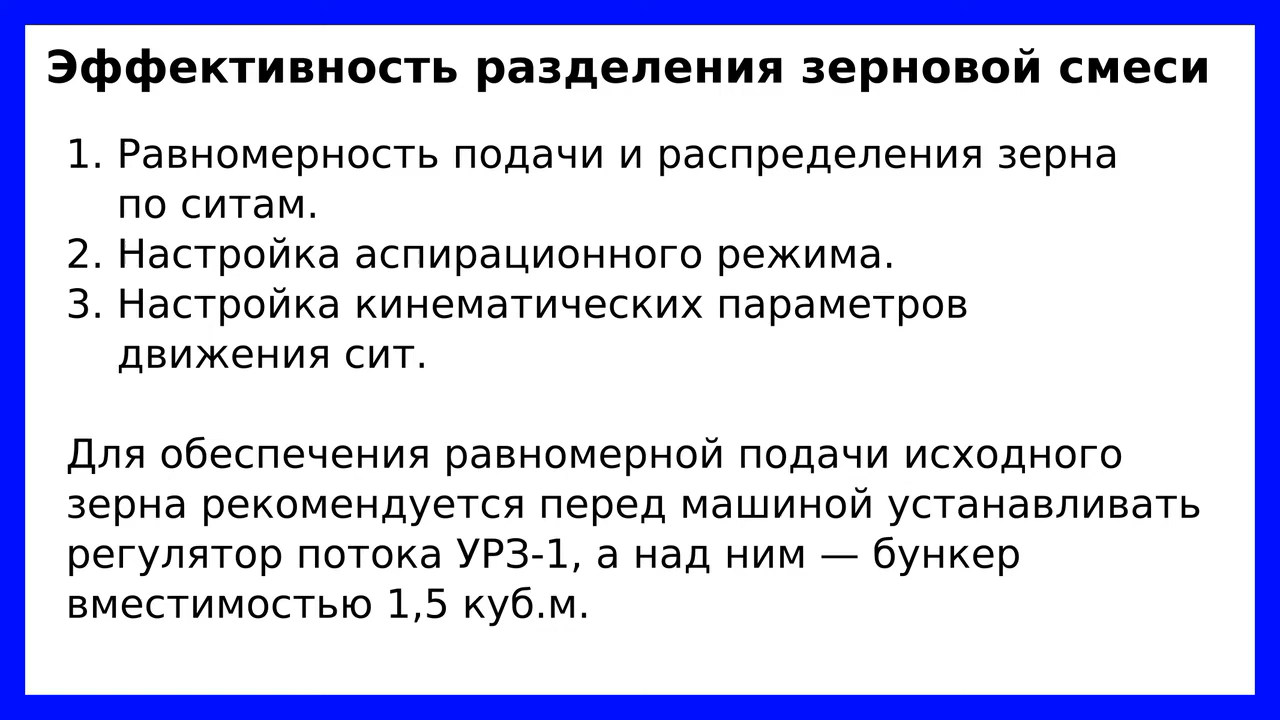 Эффективность разделения зерновой смеси
1. Равномерность подачи и распределения зерна
по ситам.
2. Настройка аспирационного режима.
3. Настройка кинематических параметров
движения сит.
Для обеспечения равномерной подачи исходного
зерна рекомендуется перед машиной устанавливать
регулятор потока УРЗ-1, а над ним — бункер
вместимостью 1,5 куб.м.